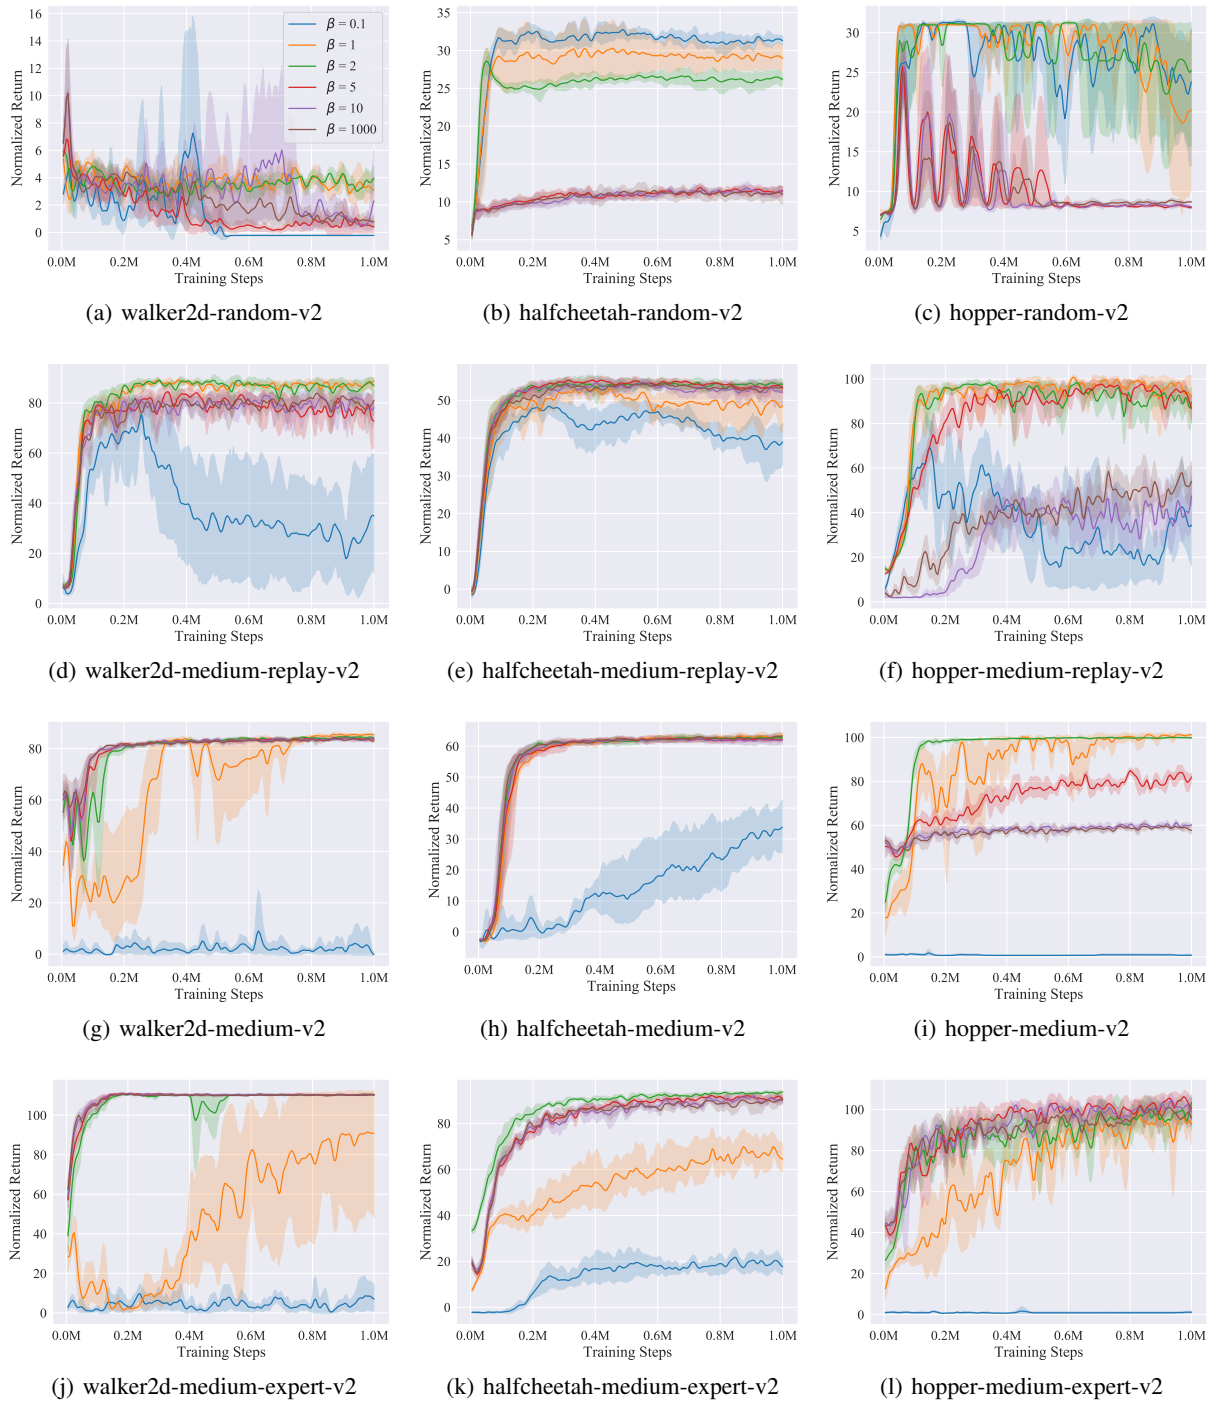 16
14
12
10
8
6
4
2
0
Normalized Return
β = 0.1
β = 1
β = 2
β = 5
β = 10
β = 1000
0.0M 0.2M 0.4M 0.6M 0.8M 1.0M
Training Steps
(a) walker2d-random-v2
35
30
25
20
15
10
5
Normalized Return
0.0M 0.2M 0.4M 0.6M 0.8M 1.0M
Training Steps
(b) halfcheetah-random-v2
30
25
20
15
10
5
Normalized Return
0.0M 0.2M 0.4M 0.6M 0.8M 1.0M
Training Steps
(c) hopper-random-v2
80
60
40
20
0
Normalized Return
0.0M 0.2M 0.4M 0.6M 0.8M 1.0M
Training Steps
(d) walker2d-medium-replay-v2
50
40
30
20
10
0
Normalized Return
0.0M 0.2M 0.4M 0.6M 0.8M 1.0M
Training Steps
(e) halfcheetah-medium-replay-v2
100
80
60
40
20
0
Normalized Return
0.0M 0.2M 0.4M 0.6M 0.8M 1.0M
Training Steps
(f) hopper-medium-replay-v2
80
60
40
20
0
Normalized Return
0.0M 0.2M 0.4M 0.6M 0.8M 1.0M
Training Steps
(g) walker2d-medium-v2
60
50
40
30
20
10
0
Normalized Return
0.0M 0.2M 0.4M 0.6M 0.8M 1.0M
Training Steps
(h) halfcheetah-medium-v2
100
80
60
40
20
0
Normalized Return
0.0M 0.2M 0.4M 0.6M 0.8M 1.0M
Training Steps
(i) hopper-medium-v2
100
80
60
40
20
0
Normalized Return
0.0M 0.2M 0.4M 0.6M 0.8M 1.0M
Training Steps
(j) walker2d-medium-expert-v2
80
60
40
20
0
Normalized Return
0.0M 0.2M 0.4M 0.6M 0.8M 1.0M
Training Steps
(k) halfcheetah-medium-expert-v2
100
80
60
40
20
0
Normalized Return
0.0M 0.2M 0.4M 0.6M 0.8M 1.0M
Training Steps
(l) hopper-medium-expert-v2